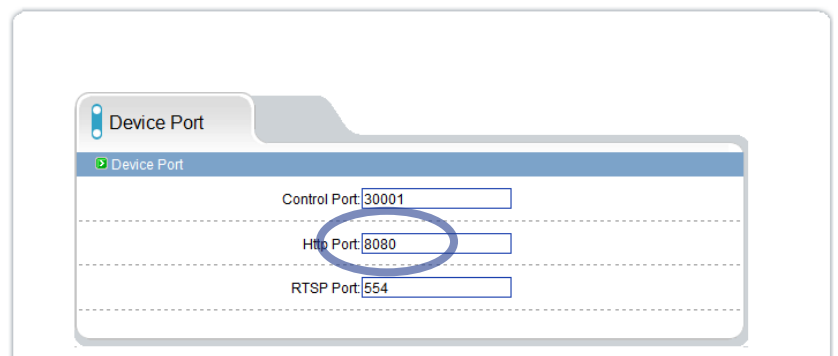 Device Port
Device Port
Control Port: 30001
Http Port: 8080
RTSP Port: 554